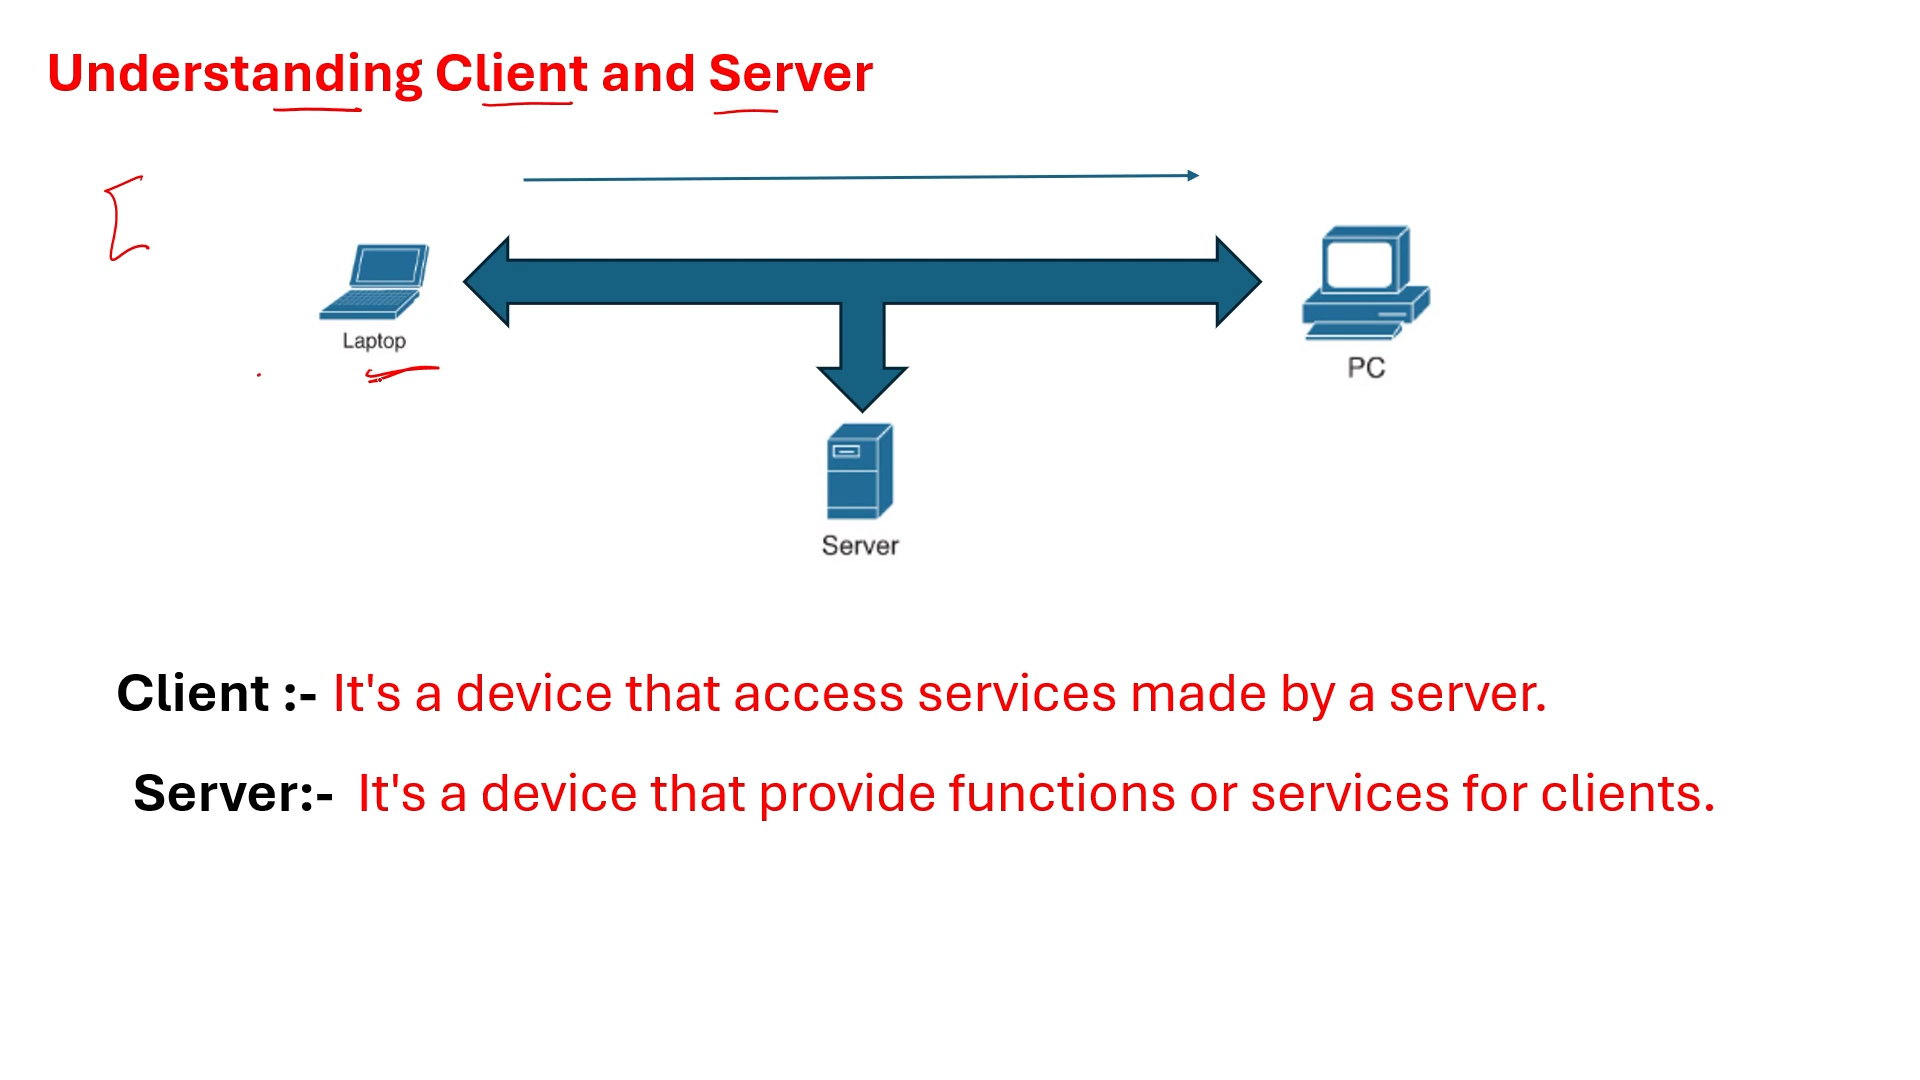 Understanding Client and Server
Laptop
PC
Server
Client :- It's a device that access services made by a server.
Server:- It's a device that provide functions or services for clients.